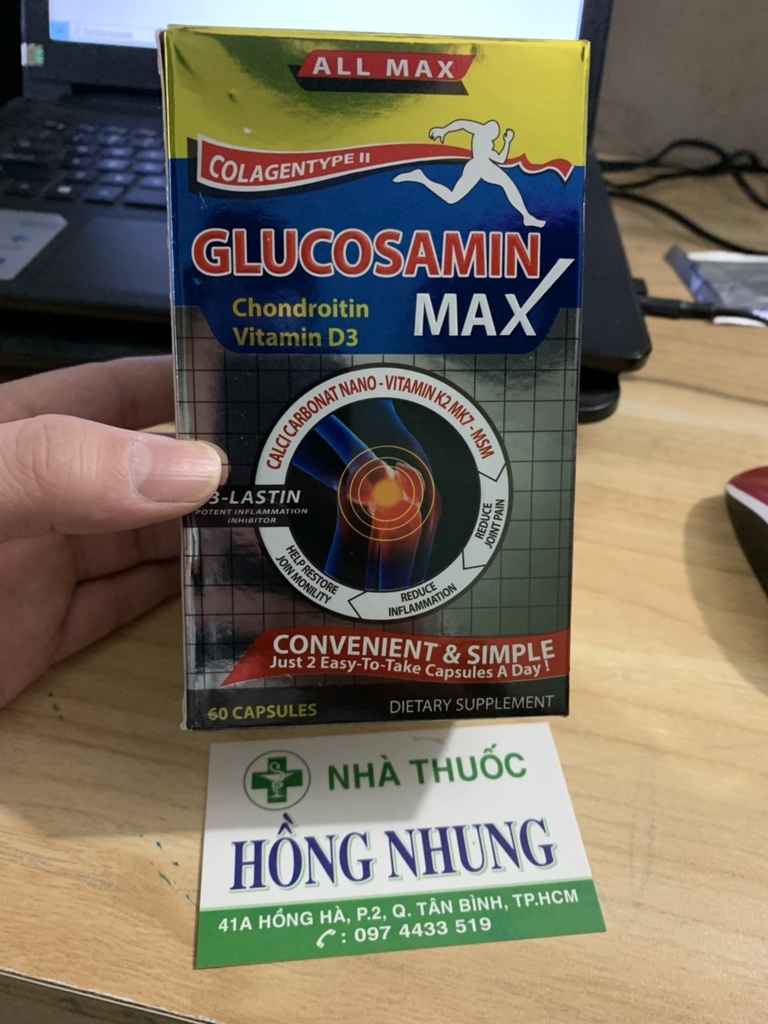 ALL MAX
COLAGENTYPE II
GLUCOSAMIN
MAX
Chondroitin
Vitamin D3
CALCI CARBONAT NANO - VITAMIN K2 MK7 - MSM
REDUCE
JOINT PAIN
REDUCE
INFLAMMATION
HELP RESTORE
JOIN MONILITY
3-LASTIN
POTENT INFLAMMATION
INHIBITOR
CONVENIENT & SIMPLE
Just 2 Easy-To-Take Capsules A Day !
60 CAPSULES
DIETARY SUPPLEMENT
NHÀ THUỐC
HỒNG NHUNG
41A HỒNG HÀ, P.2, Q. TÂN BÌNH, TP.HCM
: 097 4433 519